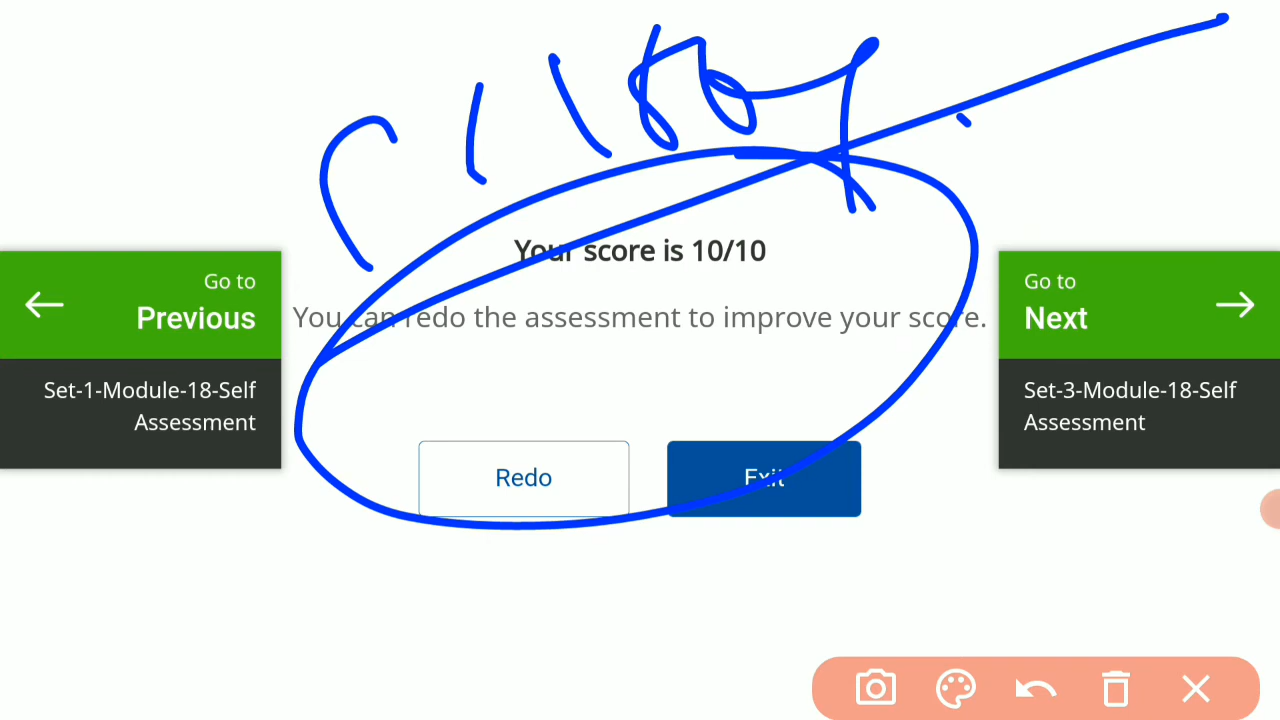 Your score is 10/10
You can redo the assessment to improve your score.
Go to
Previous
Set-1-Module-18-Self
Assessment
Go to
Next
Set-3-Module-18-Self
Assessment
Redo
Exit